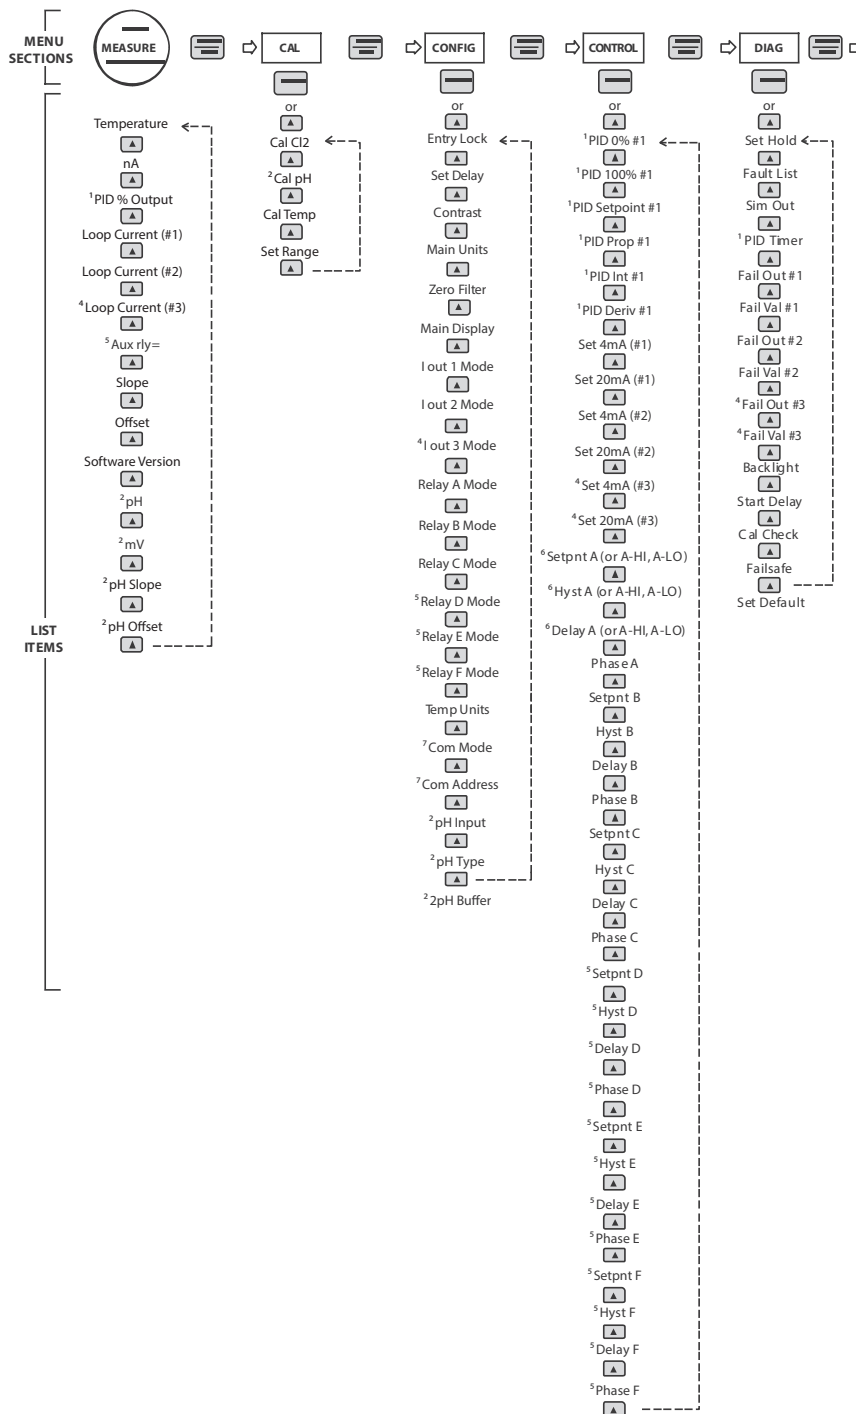 MENU
SECTIONS
MEASURE
CAL
CONFIG
CONTROL
DIAG
LIST
ITEMS
Temperature
nA
¹PID % Output
Loop Current (#1)
Loop Current (#2)
⁴Loop Current (#3)
⁵Aux rly=
Slope
Offset
Software Version
²pH
²mV
²pH Slope
²pH Offset
or
Cal Cl2
²Cal pH
Cal Temp
Set Range
or
Entry Lock
Set Delay
Contrast
Main Units
Zero Filter
Main Display
I out 1 Mode
I out 2 Mode
⁴I out 3 Mode
Relay A Mode
Relay B Mode
Relay C Mode
⁵Relay D Mode
⁵Relay E Mode
⁵Relay F Mode
Temp Units
⁷Com Mode
⁷Com Address
²pH Input
²pH Type
²2pH Buffer
or
¹PID 0% #1
¹PID 100% #1
¹PID Setpoint #1
¹PID Prop #1
¹PID Int #1
¹PID Deriv #1
Set 4mA (#1)
Set 20mA (#1)
Set 4mA (#2)
Set 20mA (#2)
⁴Set 4mA (#3)
⁴Set 20mA (#3)
⁶Setpnt A (or A-HI, A-LO)
⁶Hyst A (or A-HI, A-LO)
⁶Delay A (or A-HI, A-LO)
Phase A
Setpnt B
Hyst B
Delay B
Phase B
Setpnt C
Hyst C
Delay C
Phase C
⁵Setpnt D
⁵Hyst D
⁵Delay D
⁵Phase D
⁵Setpnt E
⁵Hyst E
⁵Delay E
⁵Phase E
⁵Setpnt F
⁵Hyst F
⁵Delay F
⁵Phase F
or
Set Hold
Fault List
Sim Out
¹PID Timer
Fail Out #1
Fail Val #1
Fail Out #2
Fail Val #2
⁴Fail Out #3
⁴Fail Val #3
Backlight
Start Delay
Cal Check
Failsafe
Set Default